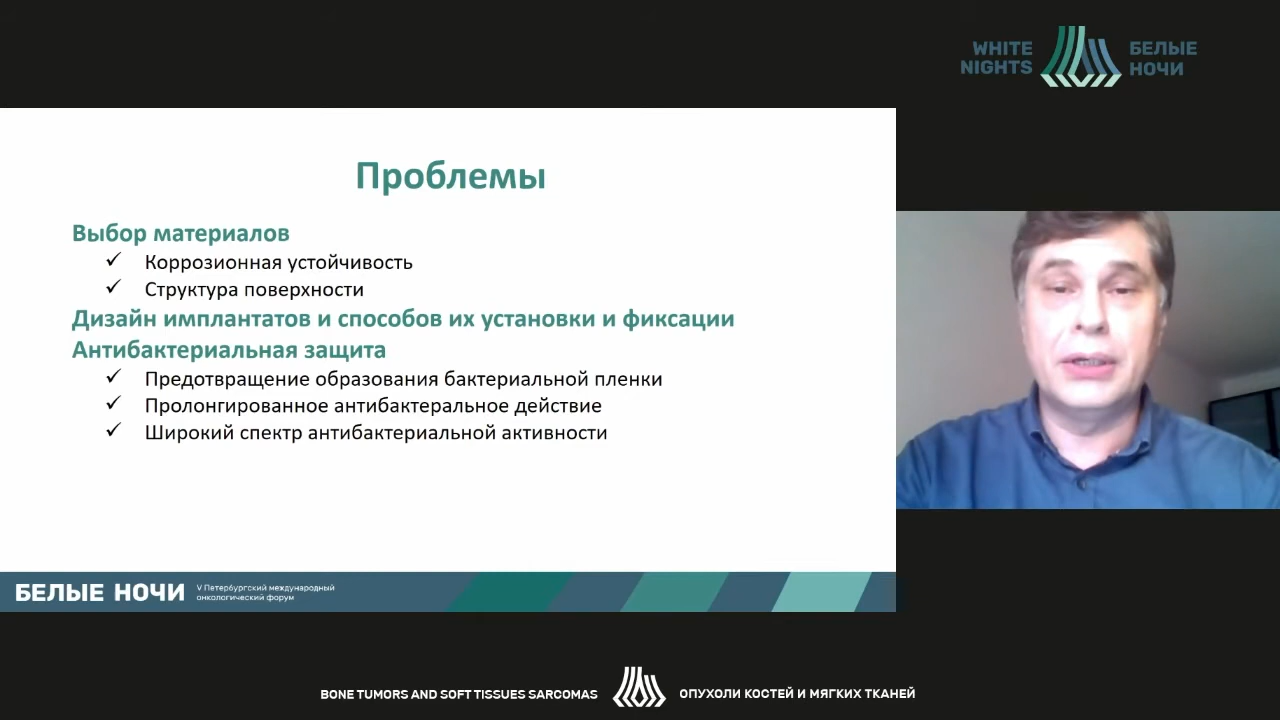 WHITE
NIGHTS
БЕЛЫЕ
НОЧИ
Проблемы
Выбор материалов
✓ Коррозионная устойчивость
✓ Структура поверхности
Дизайн имплантатов и способов их установки и фиксации
Антибактериальная защита
✓ Предотвращение образования бактериальной пленки
✓ Пролонгированное антибактеральное действие
✓ Широкий спектр антибактериальной активности
БЕЛЫЕ НОЧИ
V Петербургский международный
онкологический форум
BONE TUMORS AND SOFT TISSUES SARCOMAS
ОПУХОЛИ КОСТЕЙ И МЯГКИХ ТКАНЕЙ